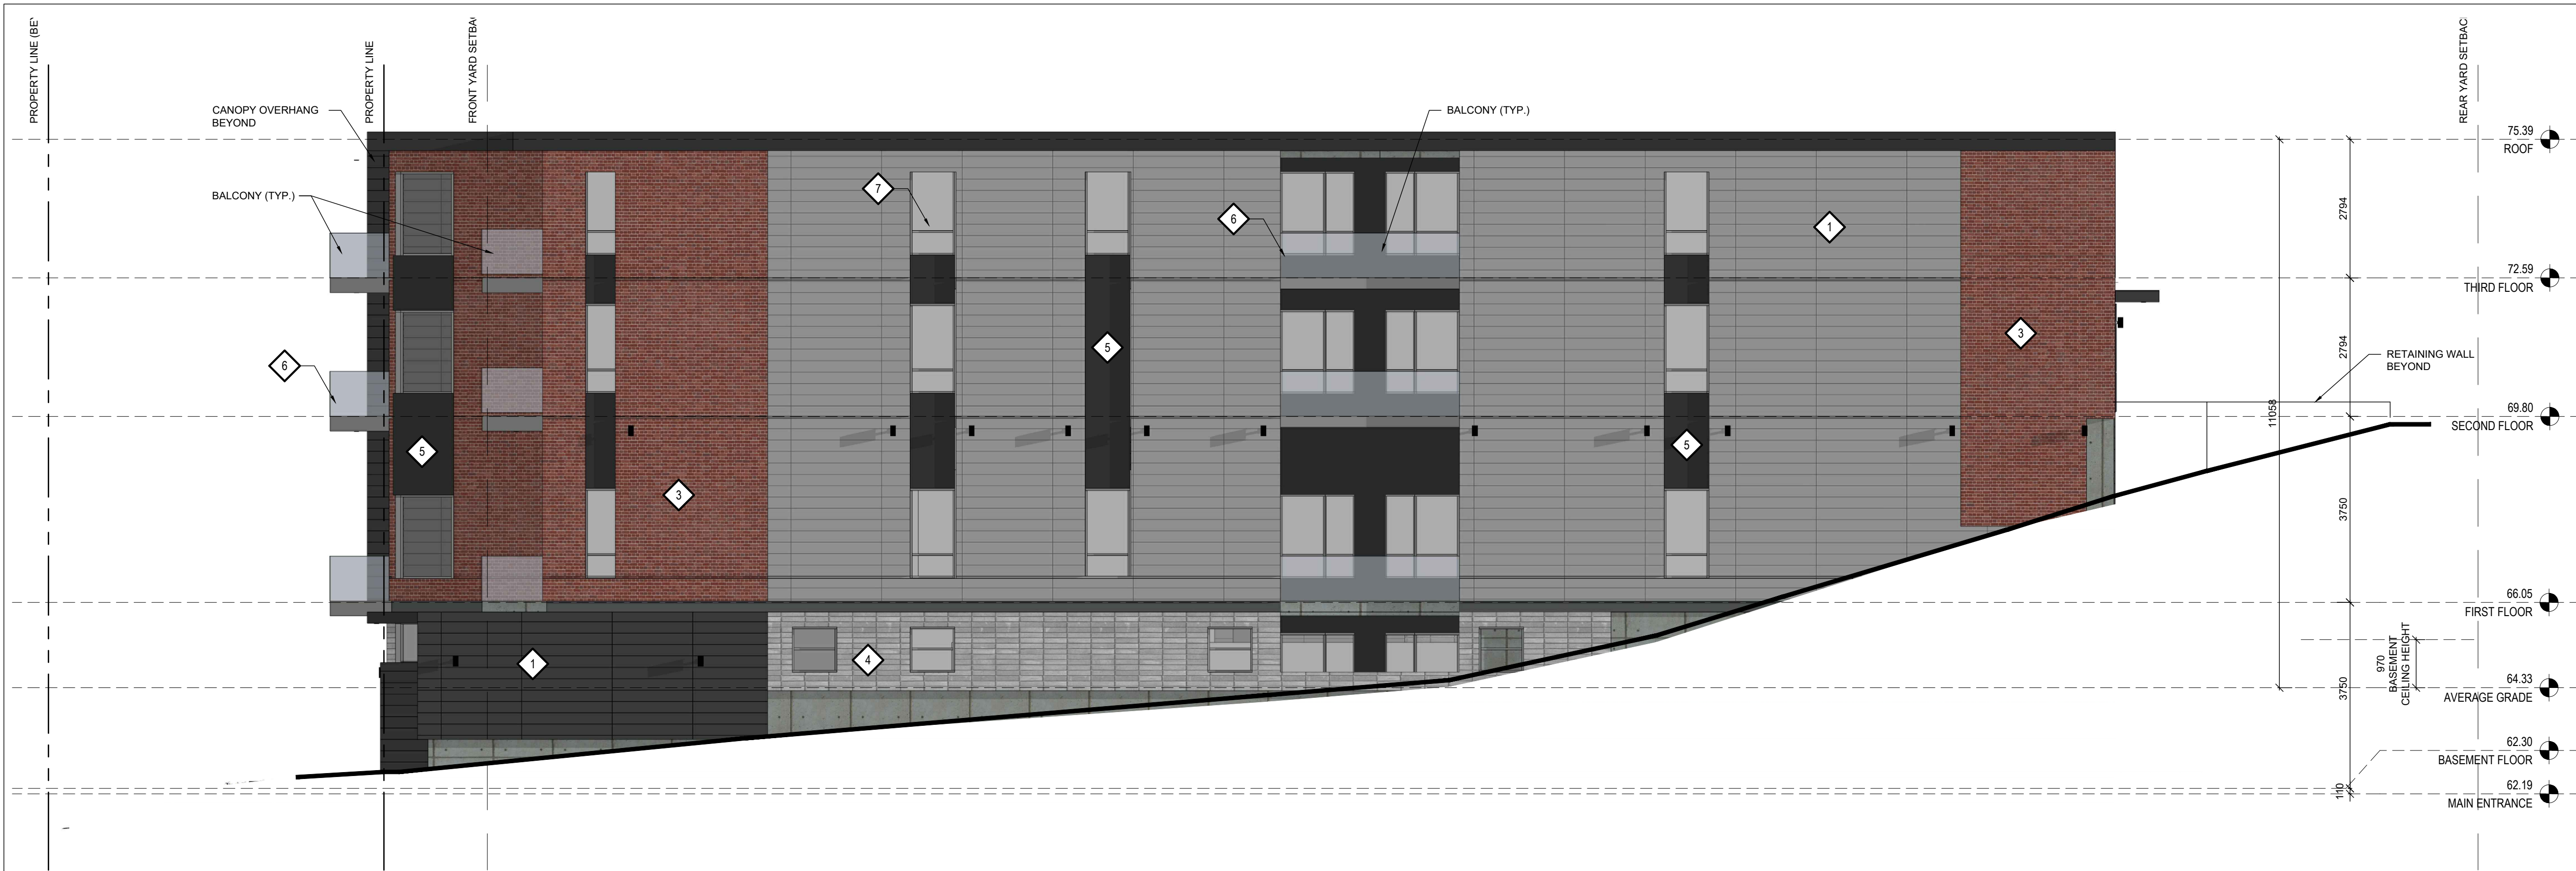 PROPERTY LINE (BE
PROPERTY LINE
FRONT YARD SETBA
REAR YARD SETBAC
CANOPY OVERHANG
BEYOND
BALCONY (TYP.)
BALCONY (TYP.)
7
6
1
5
3
6
5
3
5
1
4
RETAINING WALL
BEYOND
75.39
ROOF
2794
72.59
THIRD FLOOR
2794
69.80
SECOND FLOOR
11058
3750
66.05
FIRST FLOOR
970
BASEMENT
CEILING HEIGHT
3750
64.33
AVERAGE GRADE
62.30
BASEMENT FLOOR
110
62.19
MAIN ENTRANCE